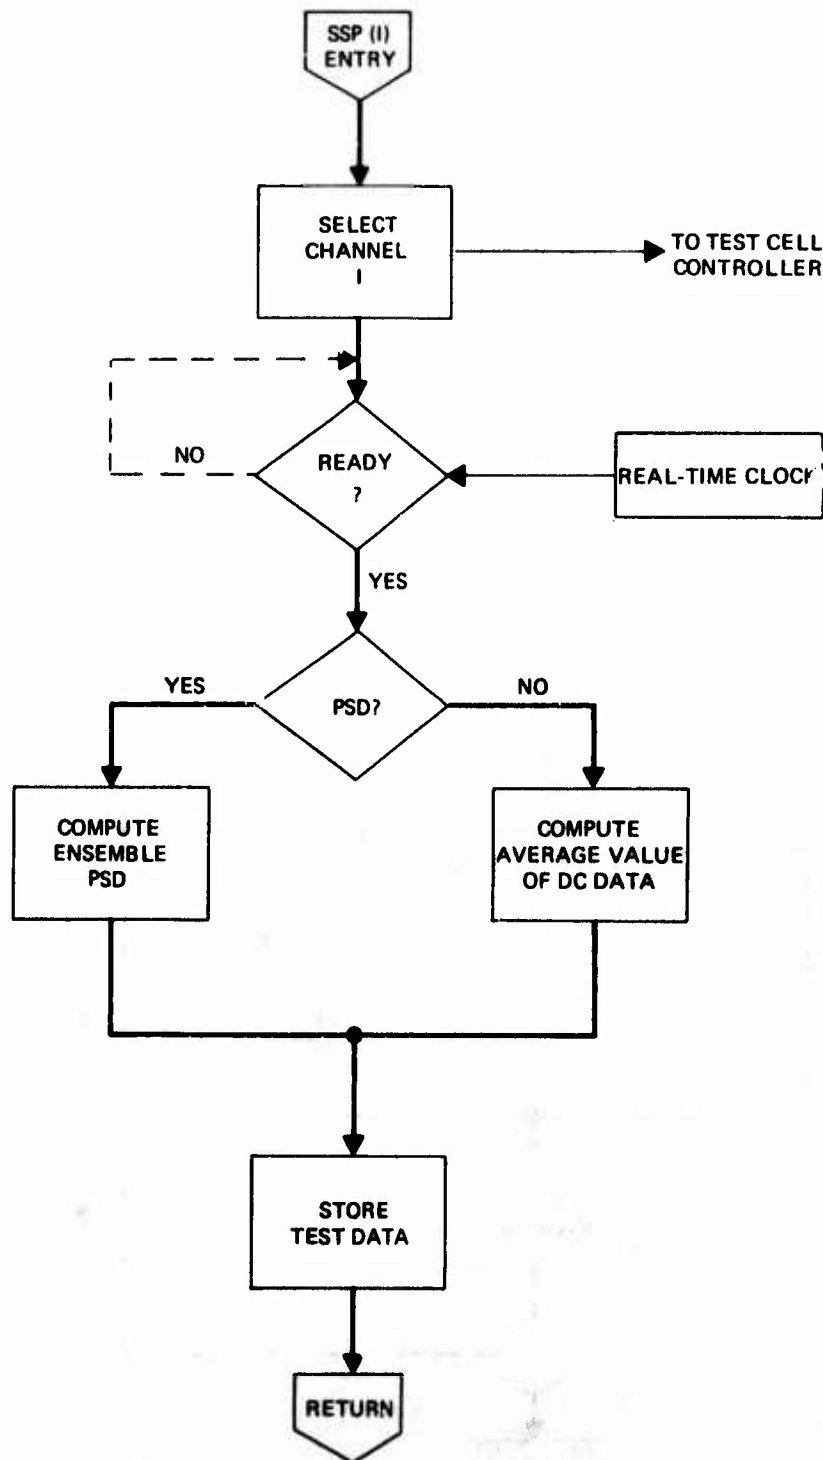 SSP (I)
ENTRY
SELECT
CHANNEL
I
TO TEST CELL
CONTROLLER
NO
READY
?
REAL-TIME CLOCK
YES
YES
PSD?
NO
COMPUTE
ENSEMBLE
PSD
COMPUTE
AVERAGE VALUE
OF DC DATA
STORE
TEST DATA
RETURN